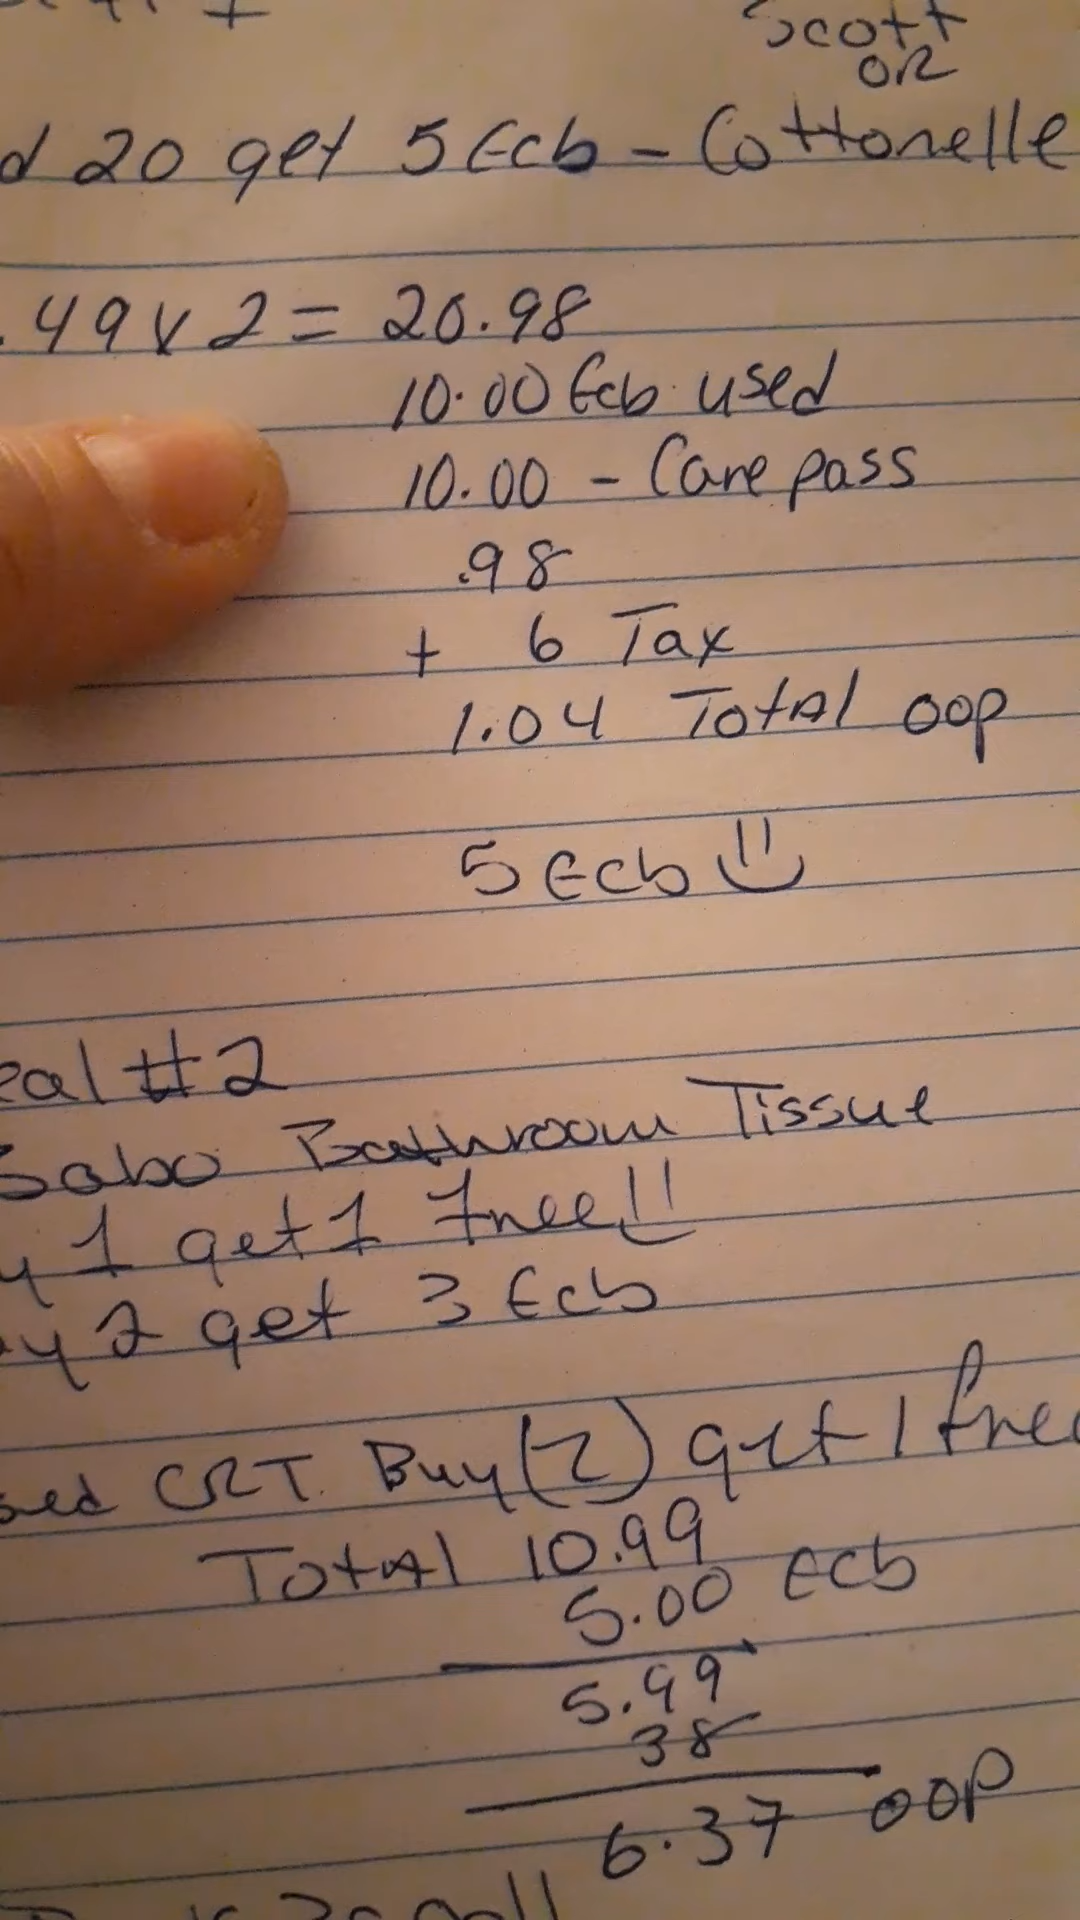 Scott
OR
d 20 get 5 Ecb - Cottonelle
.49 x 2 = 20.98
10.00 Ecb used
10.00 - Care pass
.98
+ 6 Tax
1.04 Total oop
5 Ecb
eal #2
Bathroom Tissue
y 1 get 1 free!!
y 2 get 3 Ecb
sed CRT Buy (2) get 1 free
Total 10.99
5.00 ecb
5.99
38
6.37 OOP